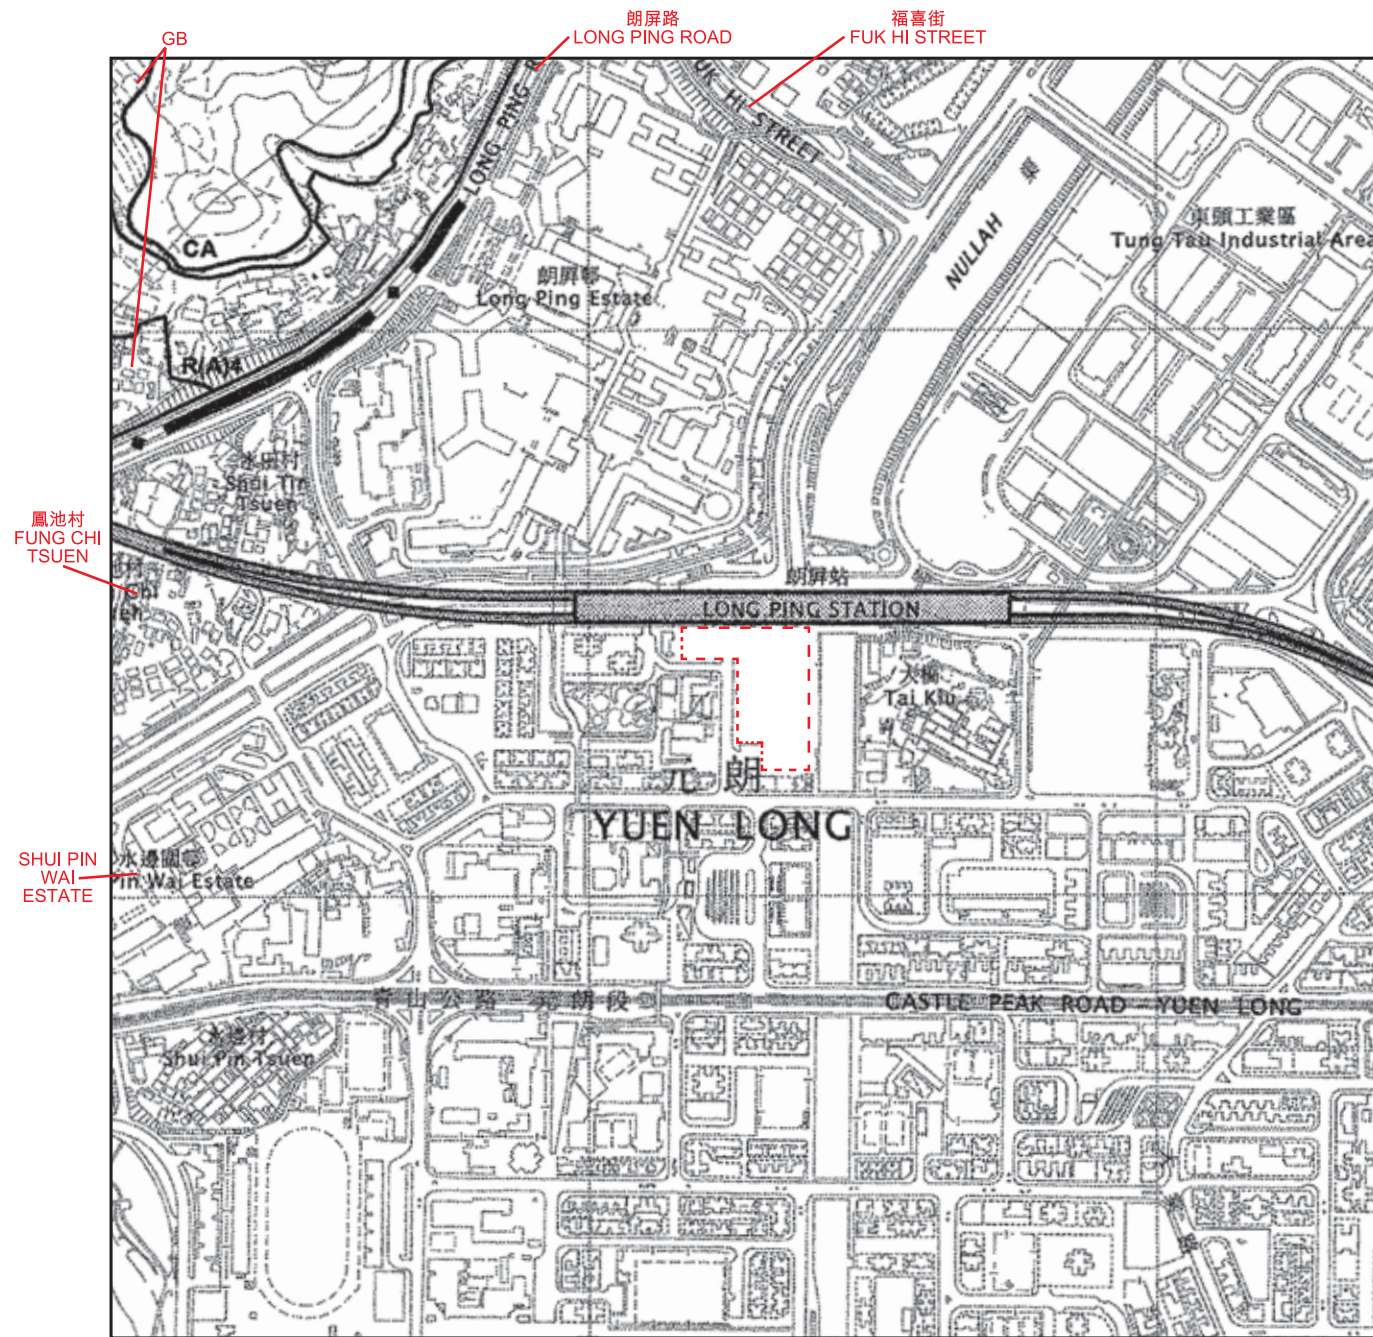 GB
朗屏路
LONG PING ROAD
福喜街
FUK HI STREET
LONG PING R
UK HI STREET
CA
NULLAH
東頭工業區
Tung Tau Industrial Area
朗屏邨
Long Ping Estate
R(A)4
水田村
Shui Tin
Tsuen
鳳池村
FUNG CHI
TSUEN
朗屏站
LONG PING STATION
大橋
Tai Kiu
元朗
YUEN LONG
SHUI PIN
WAI
ESTATE
水邊圍邨
Pin Wai Estate
青山公路 元朗段
CASTLE PEAK ROAD - YUEN LONG
水邊村
Shui Pin Tsuen